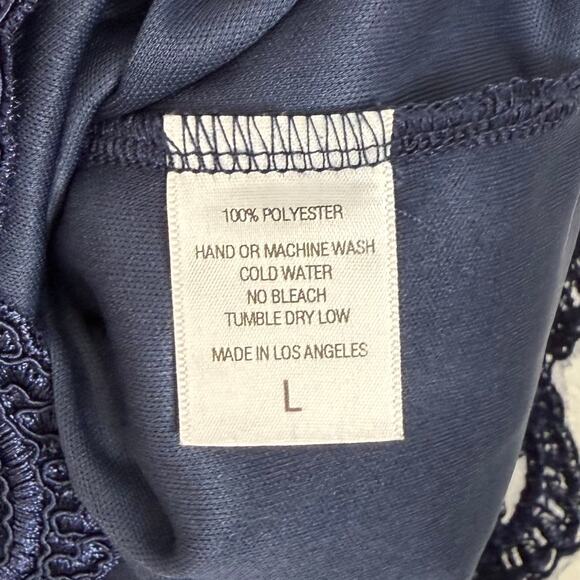 100% POLYESTER
HAND OR MACHINE WASH
COLD WATER
NO BLEACH
TUMBLE DRY LOW
MADE IN LOS ANGELES
L